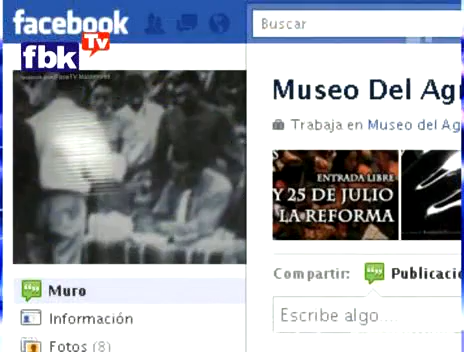 facebook
Buscar
fbk Tv
Museo Del Ag
Trabaja en Museo del Ag
ENTRADA LIBRE
Y 25 DE JULIO
LA REFORMA
Compartir:
Publicacio
Muro
Escribe algo...
Información
Fotos (8)